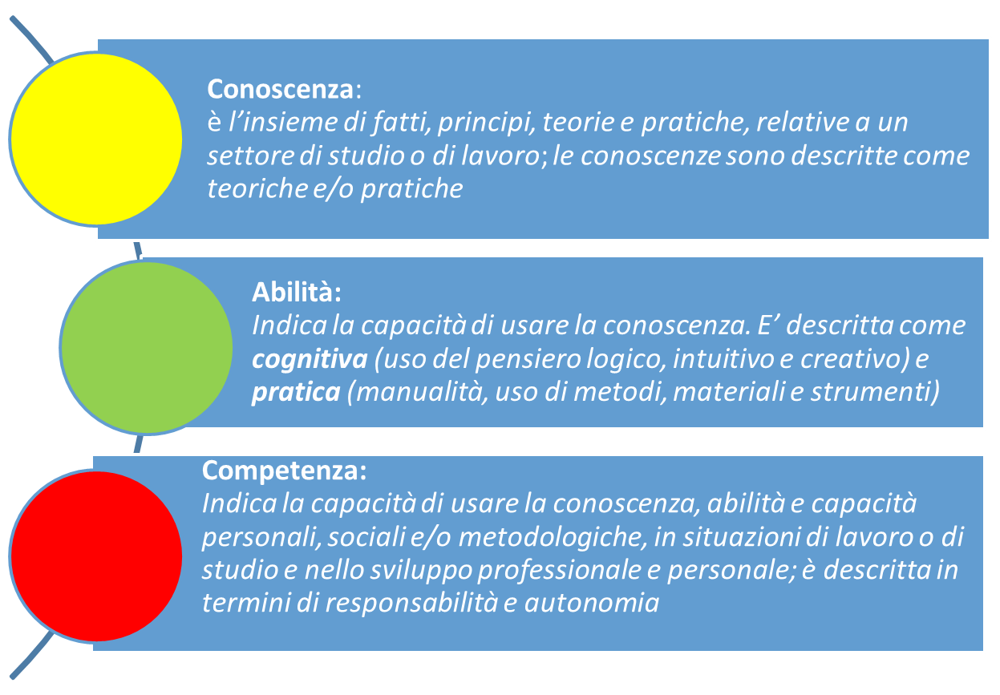 Conoscenza:
è l’insieme di fatti, principi, teorie e pratiche, relative a un
settore di studio o di lavoro; le conoscenze sono descritte come
teoriche e/o pratiche
Abilità:
Indica la capacità di usare la conoscenza. E’ descritta come
cognitiva (uso del pensiero logico, intuitivo e creativo) e
pratica (manualità, uso di metodi, materiali e strumenti)
Competenza:
Indica la capacità di usare la conoscenza, abilità e capacità
personali, sociali e/o metodologiche, in situazioni di lavoro o di
studio e nello sviluppo professionale e personale; è descritta in
termini di responsabilità e autonomia